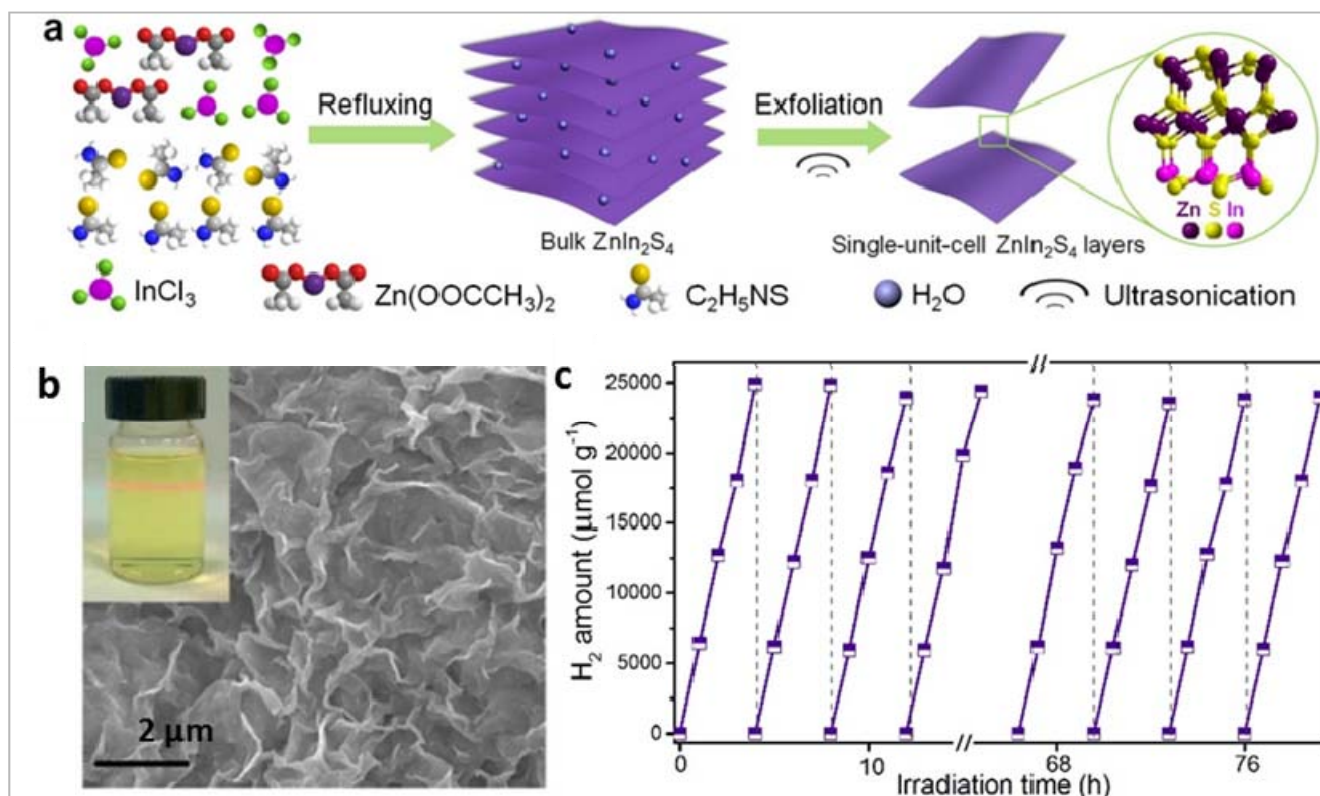 a
Refluxing
Exfoliation
Zn S In
Bulk ZnIn₂S₄
Single-unit-cell ZnIn₂S₄ layers
InCl₃
Zn(OOCCH₃)₂
C₂H₅NS
H₂O
Ultrasonication
b
2 μm
c
H₂ amount (μmol g⁻¹)
25000
20000
15000
10000
5000
0
0
10
68
76
Irradiation time (h)